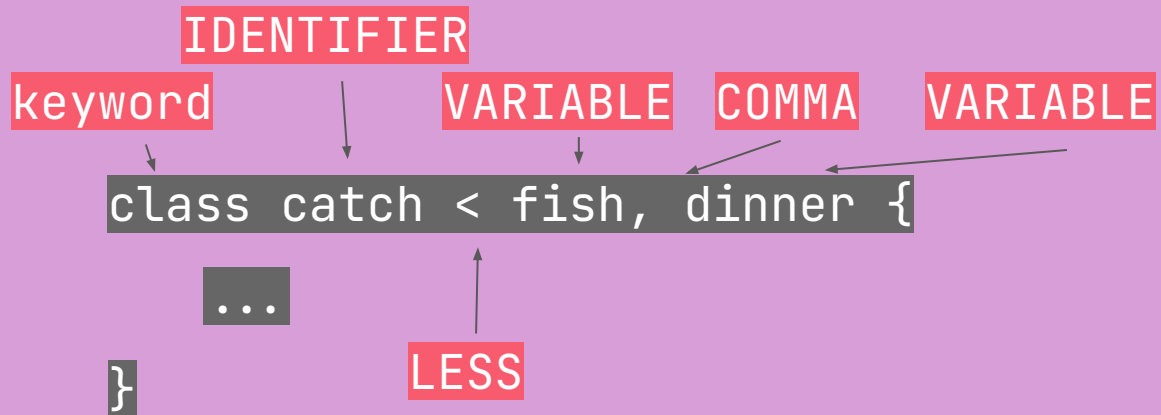 IDENTIFIER
keyword VARIABLE COMMA VARIABLE
class catch < fish, dinner {
...
LESS
}